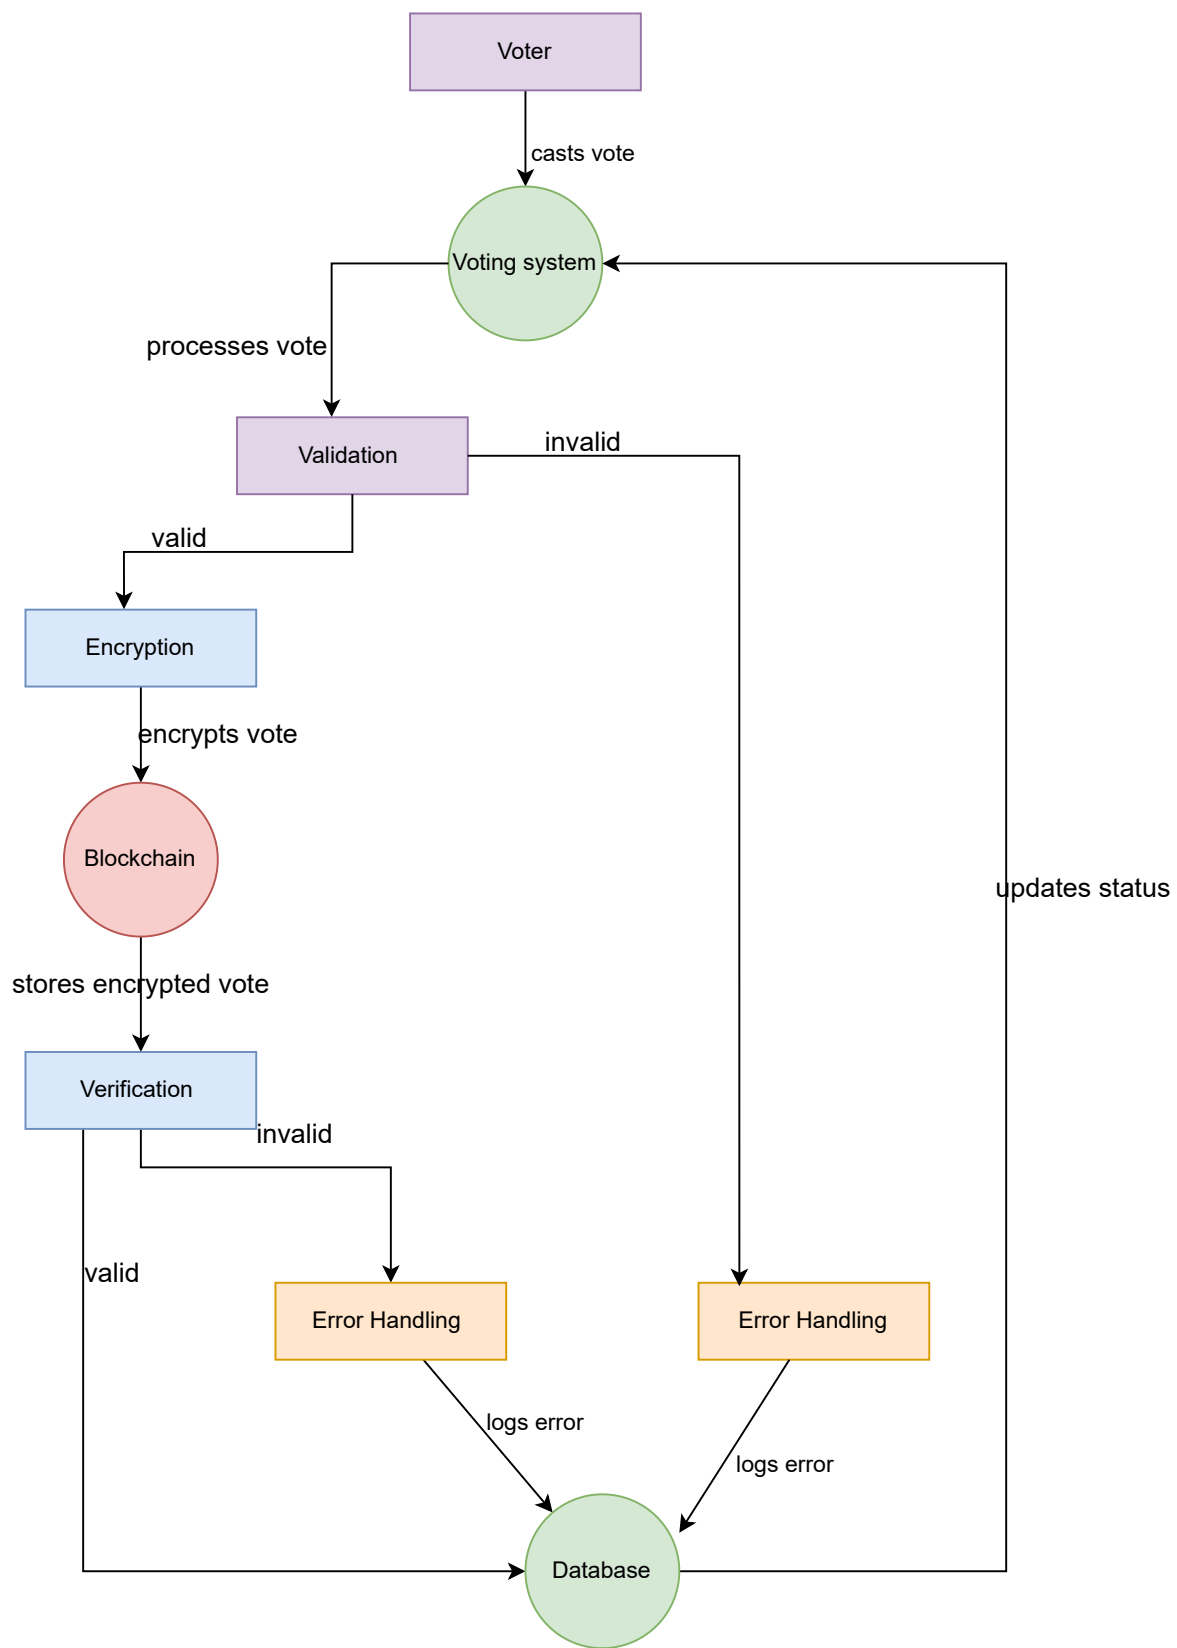 Voter
casts vote
Voting system
processes vote
Validation
invalid
valid
Encryption
encrypts vote
Blockchain
updates status
stores encrypted vote
Verification
invalid
valid
Error Handling
Error Handling
logs error
logs error
Database